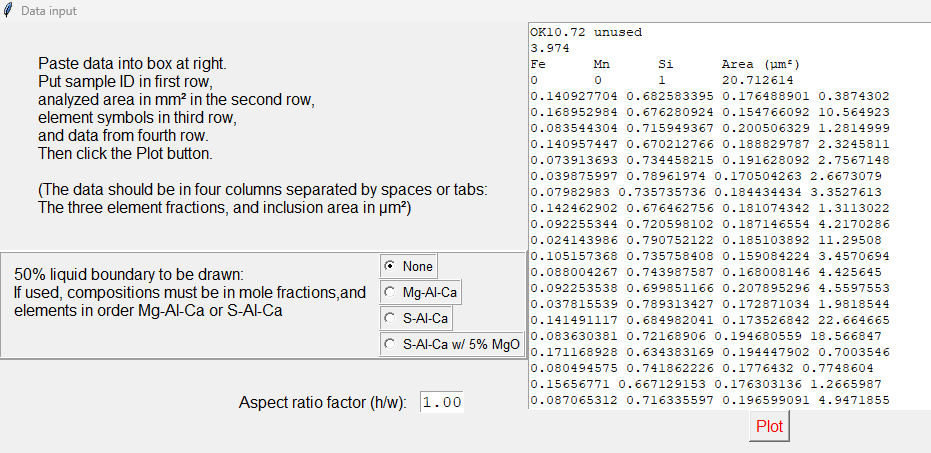 Data input
Paste data into box at right.
Put sample ID in first row,
analyzed area in mm² in the second row,
element symbols in third row,
and data from fourth row.
Then click the Plot button.
(The data should be in four columns separated by spaces or tabs:
The three element fractions, and inclusion area in µm²)
50% liquid boundary to be drawn:
If used, compositions must be in mole fractions,and
elements in order Mg-Al-Ca or S-Al-Ca
None
Mg-Al-Ca
S-Al-Ca
S-Al-Ca w/ 5% MgO
Aspect ratio factor (h/w): 1.00
OK10.72 unused
3.974
Fe Mn Si Area (µm²)
0 0 1 20.712614
0.140927704 0.682583395 0.176488901 0.3874302
0.168952984 0.676280924 0.154766092 10.564923
0.083544304 0.715949367 0.200506329 1.2814999
0.140957447 0.670212766 0.188829787 2.3245811
0.073913693 0.734458215 0.191628092 2.7567148
0.039875997 0.78961974 0.170504263 2.6673079
0.07982983 0.735735736 0.184434434 3.3527613
0.142462902 0.676462756 0.181074342 1.3113022
0.092255344 0.720598102 0.187146554 4.2170286
0.024143986 0.790752122 0.185103892 11.29508
0.105157368 0.735758408 0.159084224 3.4570694
0.088004267 0.743987587 0.168008146 4.425645
0.092253538 0.699851166 0.207895296 4.5597553
0.037815539 0.789313427 0.172871034 1.9818544
0.141491117 0.684982041 0.173526842 22.664665
0.083630381 0.72168906 0.194680559 18.566847
0.171168928 0.634383169 0.194447902 0.7003546
0.080494575 0.741862226 0.1776432 0.7748604
0.15656771 0.667129153 0.176303136 1.2665987
0.087065312 0.716335597 0.196599091 4.9471855
Plot